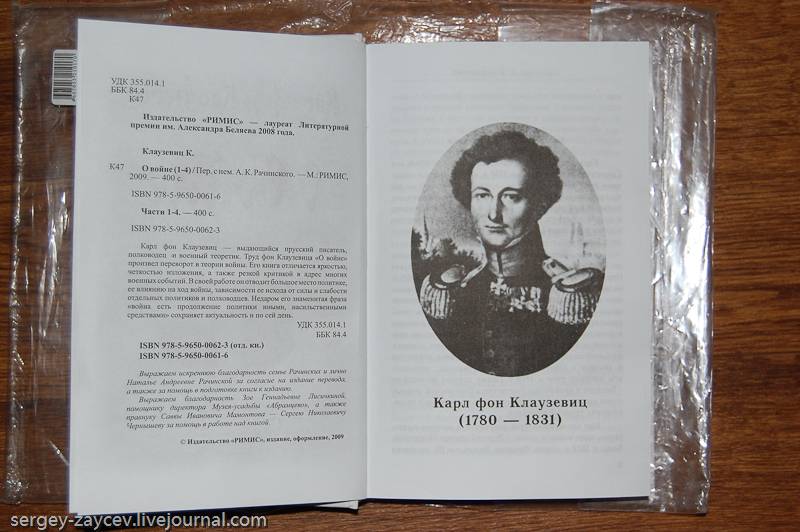 УДК 355.014.1
ББК 84.4
К47
Издательство «РИМИС» — лауреат Литературной
премии им. Александра Беляева 2008 года.
Клаузевиц К.
К47 О войне (1-4) / Пер. с нем. А. К. Рачинского. — М.: РИМИС,
2009. — 400 с.
ISBN 978-5-9650-0061-6
Части 1-4. — 400 с.
ISBN 978-5-9650-0062-3
Карл фон Клаузевиц — выдающийся прусский писатель,
полководец и военный теоретик. Труд фон Клаузевица «О войне»
произвел переворот в теории войны. Его книга отличается яркостью,
четкостью изложения, а также резкой критикой в адрес многих
военных событий. В своей работе он отводит большое место политике,
ее влиянию на ход войны, зависимости ее исхода от силы и слабости
отдельных политиков и полководцев. Недаром его знаменитая фраза
«война есть продолжение политики иными, насильственными
средствами» сохраняет актуальность и по сей день.
УДК 355.014.1
ББК 84.4
ISBN 978-5-9650-0062-3 (отд. кн.)
ISBN 978-5-9650-0061-6
Выражаем искреннюю благодарность семье Рачинских и лично
Наталье Андреевне Рачинской за согласие на издание перевода,
а также за помощь в подготовке книги к изданию.
Выражаем благодарность Зое Геннадьевне Лисичкиной,
помощнику директора Музея-усадьбы «Абрамцево», а также
правнуку Саввы Ивановича Мамонтова — Сергею Николаевичу
Чернышеву за помощь в работе над книгой.
© Издательство «РИМИС», издание, оформление, 2009
Карл фон Клаузевиц
(1780 — 1831)
sergey-zaycev.livejournal.com